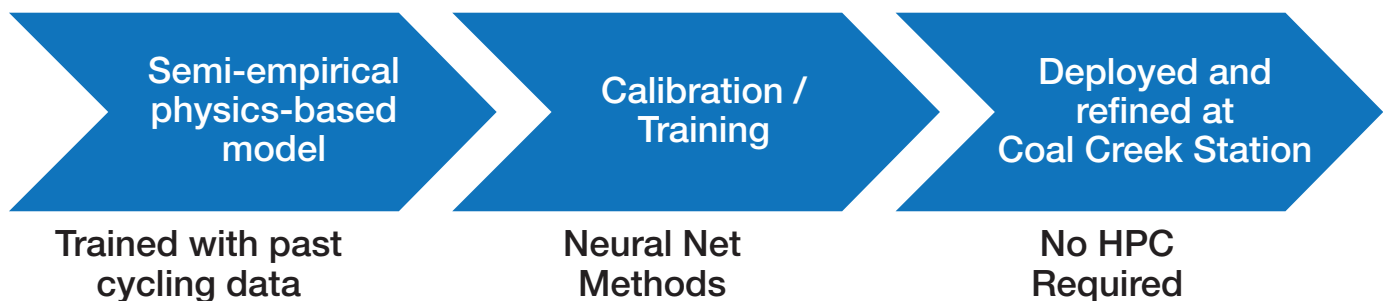 Semi-empirical
physics-based
model
Trained with past
cycling data
Calibration /
Training
Neural Net
Methods
Deployed and
refined at
Coal Creek Station
No HPC
Required